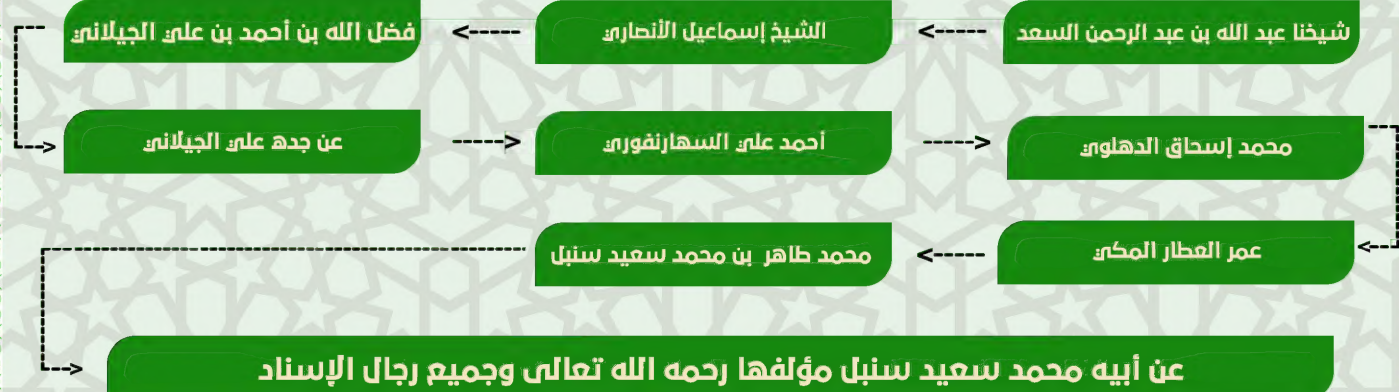 شيخنا عبد الله بن عبد الرحمن السعد
الشيخ إسماعيل الأنصاري
فضل الله بن أحمد بن علي الجيلاني
عن جده علي الجيلاني
أحمد علي السهارنفوري
محمد إسحاق الدهلوي
عمر العطار المكي
محمد طاهر بن محمد سعيد سنبل
عن أبيه محمد سعيد سنبل مؤلفها رحمه الله تعالى وجميع رجال الإسناد